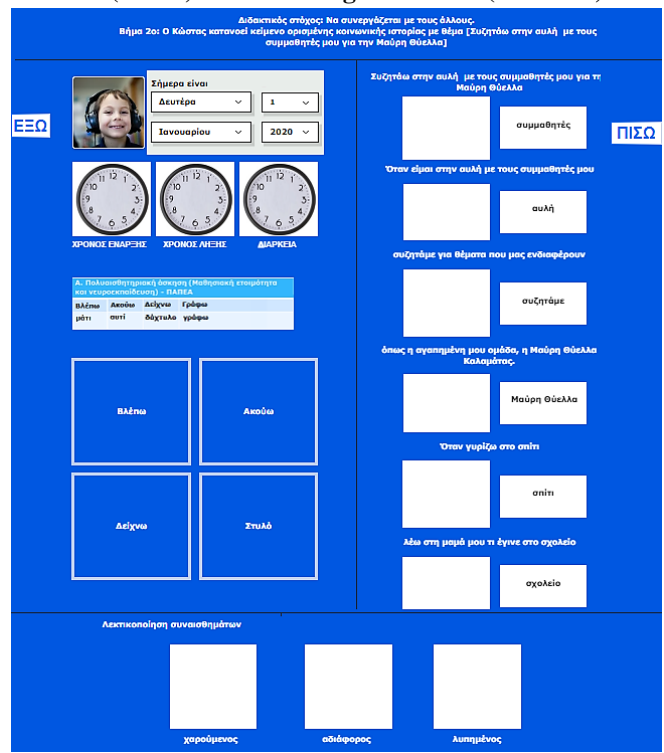 Διδακτικός στόχος: Να συνεργάζεται με τους άλλους.
Βήμα 2ο: Ο Κώστας κατανοεί κείμενο ορισμένης κοινωνικής ιστορίας με θέμα [Συζητάω στην αυλή με τους
συμμαθητές μου για την Μαύρη Θύελλα]
ΕΞΩ
Σήμερα είναι
Δευτέρα 1
Ιανουαρίου 2020
ΧΡΟΝΟΣ ΕΝΑΡΞΗΣ ΧΡΟΝΟΣ ΛΗΞΗΣ ΔΙΑΡΚΕΙΑ
Α. Πολυαισθητηριακή άσκηση (Μαθησιακή ετοιμότητα
και νευροεκπαίδευση) - ΠΑΠΕΑ
Βλέπω Ακούω Δείχνω Γράφω
μάτι αυτί δάχτυλο γράφω
Βλέπω Ακούω
Δείχνω Στυλό
ΠΙΣΩ
Συζητάω στην αυλή με τους συμμαθητές μου για τη
Μαύρη Θύελλα
συμμαθητές
Όταν είμαι στην αυλή με τους συμμαθητές μου
αυλή
συζητάμε για θέματα που μας ενδιαφέρουν
συζητάμε
όπως η αγαπημένη μου ομάδα, η Μαύρη Θύελλα
Καλαμάτας.
Μαύρη Θύελλα
Όταν γυρίζω στο σπίτι
σπίτι
λέω στη μαμά μου τι έγινε στο σχολείο
σχολείο
Λεκτικοποίηση συναισθημάτων
χαρούμενος αδιάφορος λυπημένος